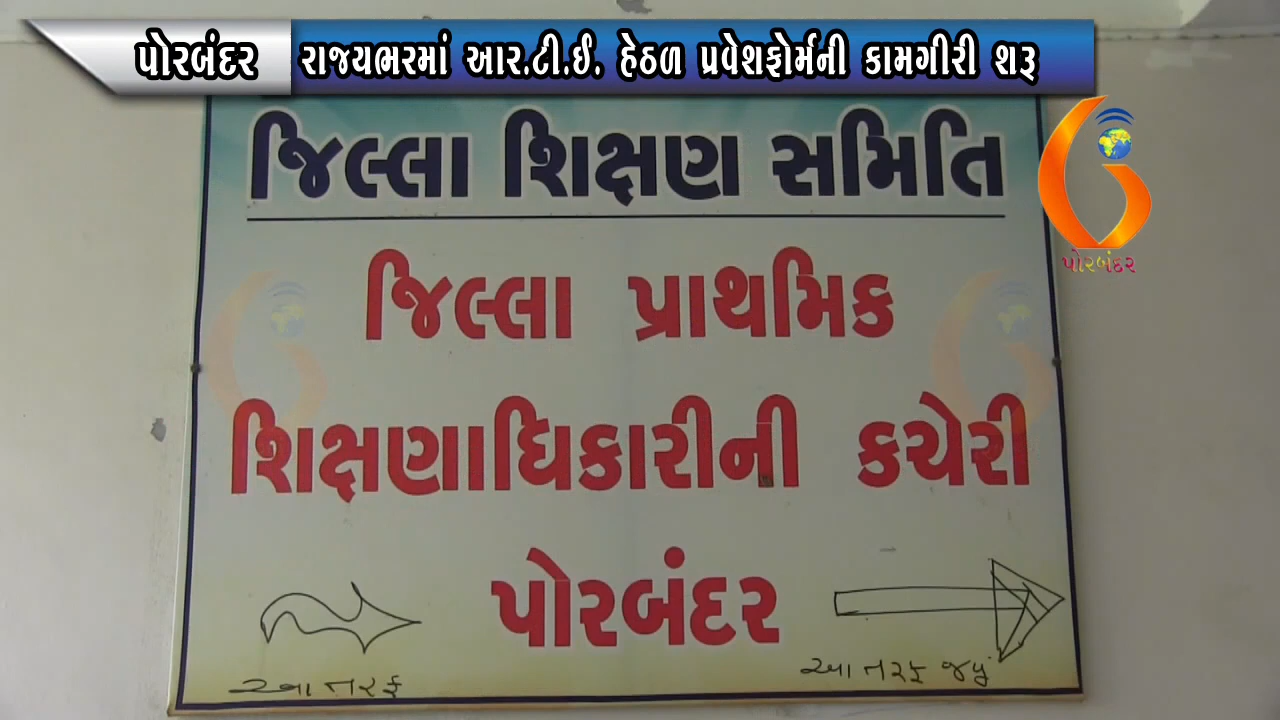 પોરબંદર રાજયભરમાં આર.ટી.ઈ. હેઠળ પ્રવેશફોર્મની કામગીરી શરૂ
જિલ્લા શિક્ષણ સમિતિ
પોરબંદર
જિલ્લા પ્રાથમિક
શિક્ષણાધિકારીની કચેરી
પોરબંદર
આ તરફ
આ તરફ જવું